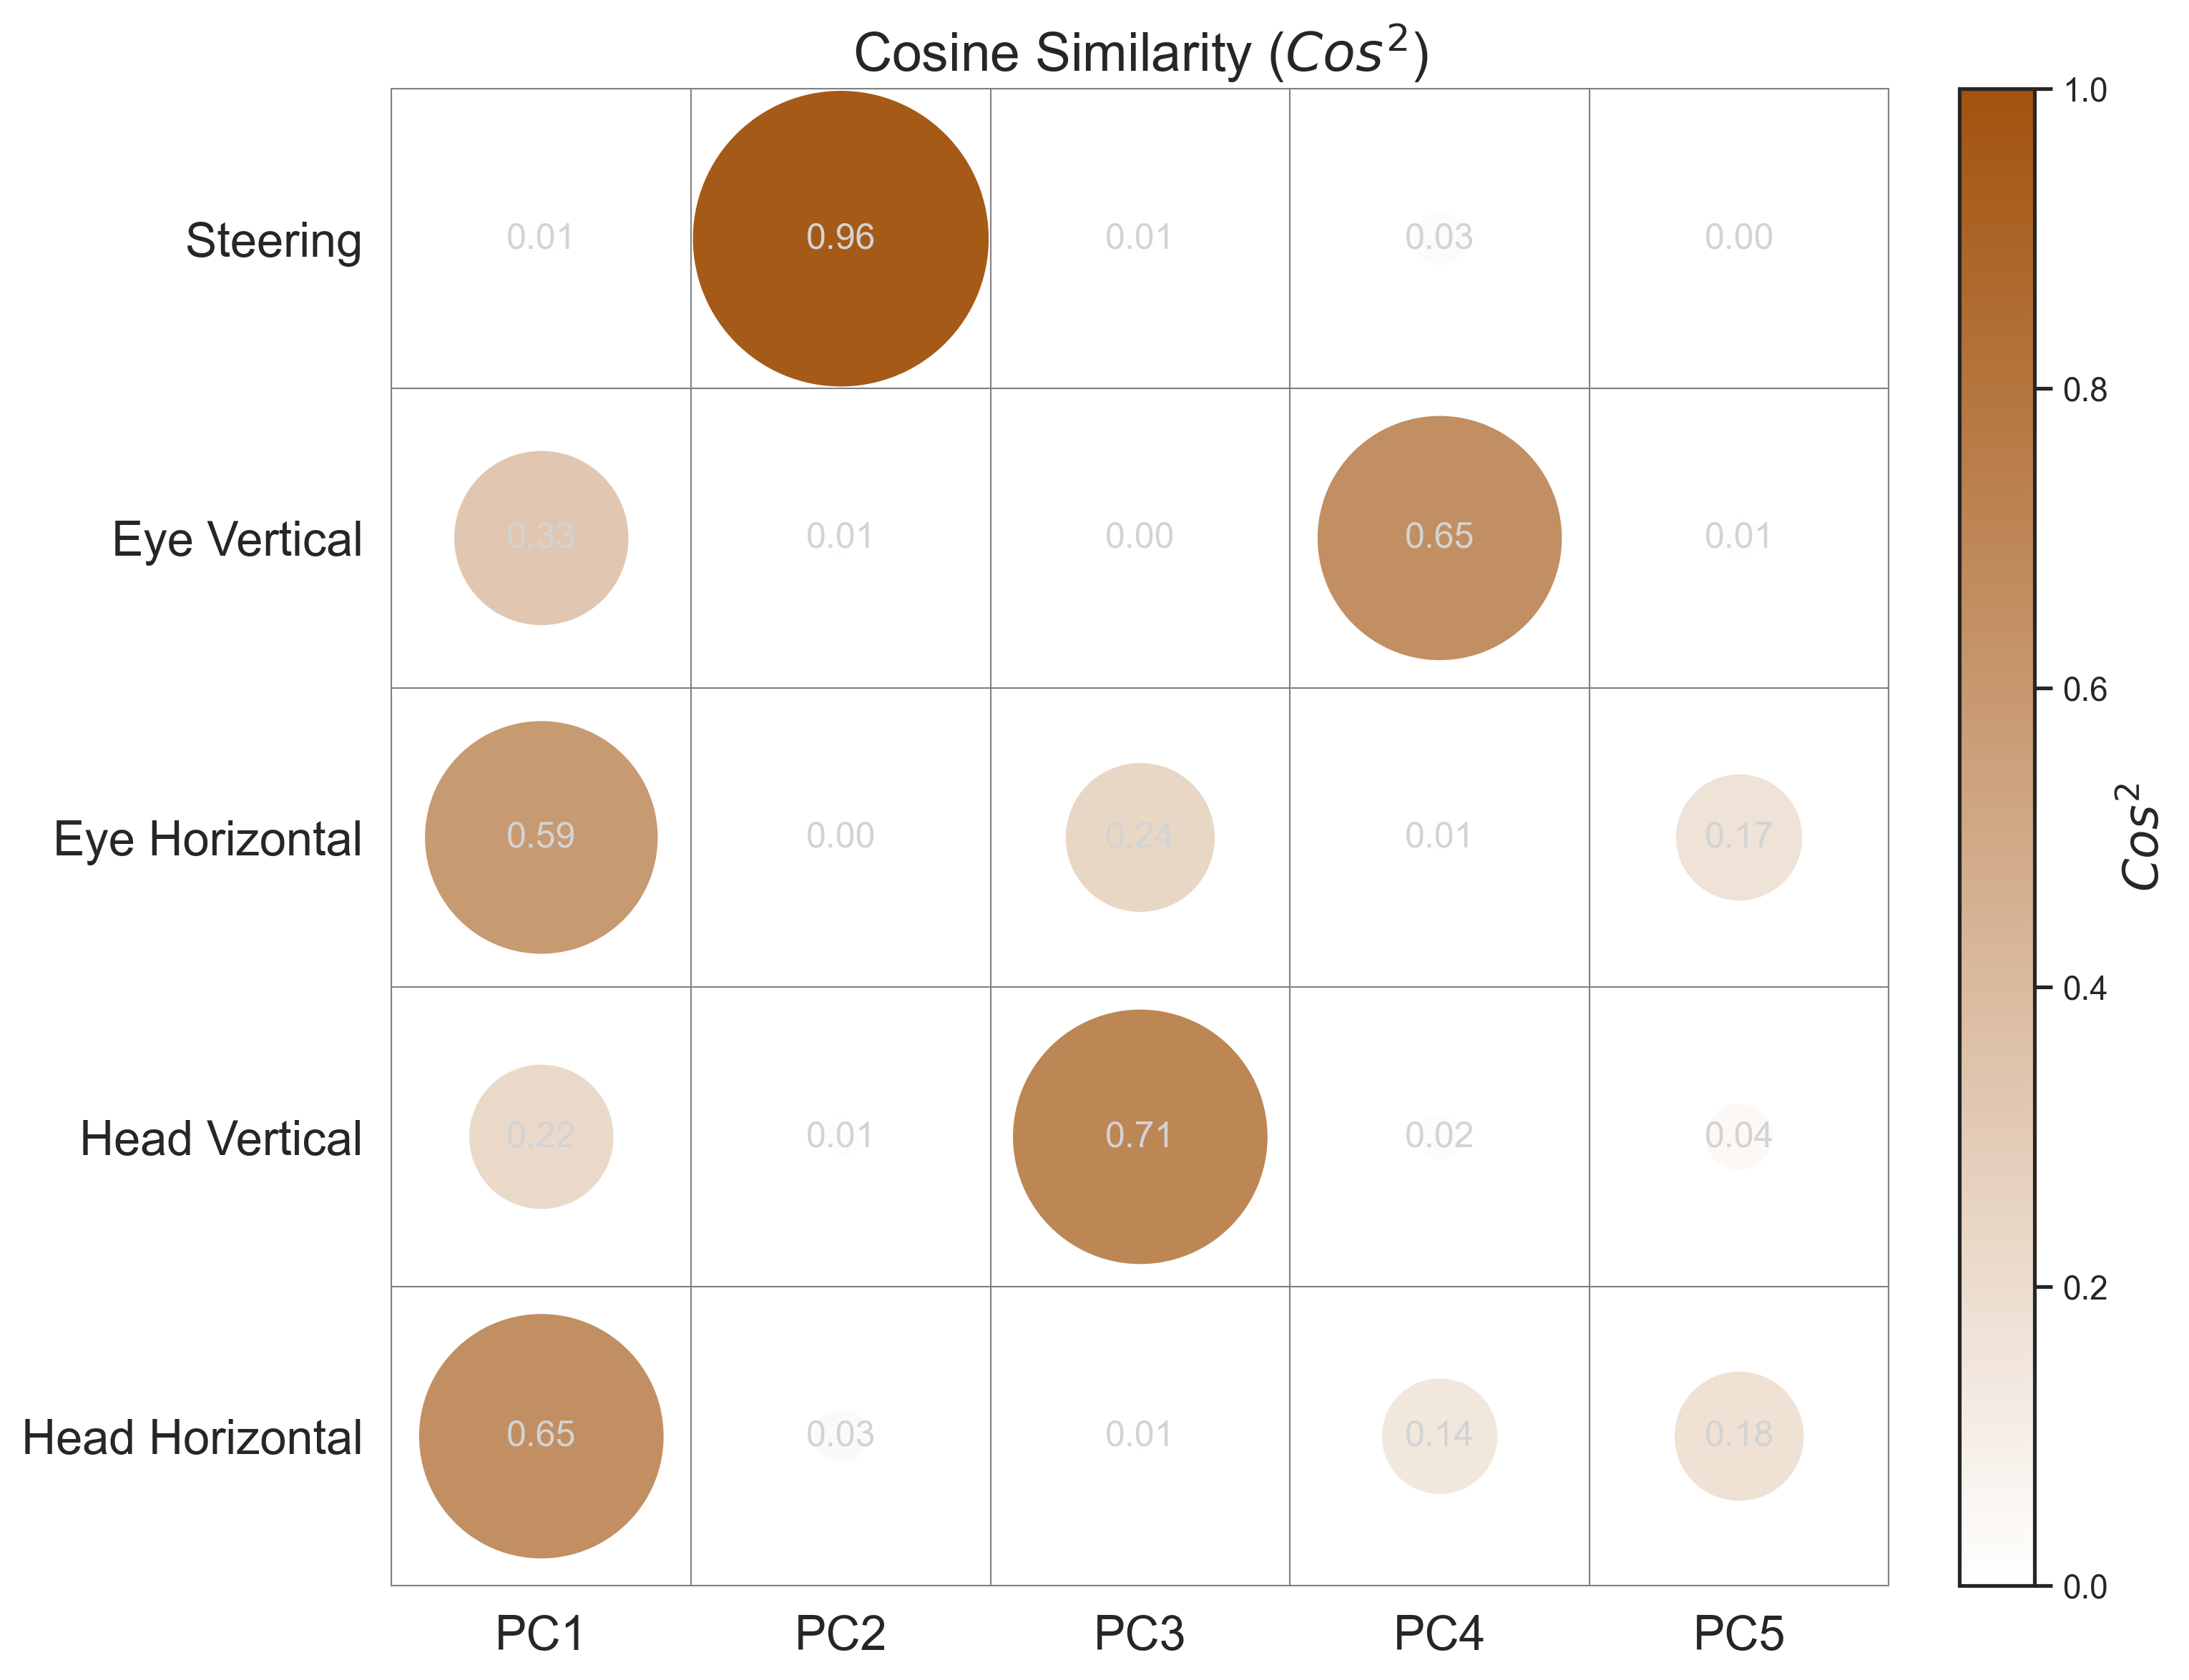 Cosine Similarity (Cos²)
Steering 0.01 0.96 0.01 0.03 0.00
Eye Vertical 0.33 0.01 0.00 0.65 0.01
Eye Horizontal 0.59 0.00 0.24 0.01 0.17
Head Vertical 0.22 0.01 0.71 0.02 0.04
Head Horizontal 0.65 0.03 0.01 0.14 0.18
PC1 PC2 PC3 PC4 PC5
1.0
0.8
0.6
0.4
0.2
0.0
Cos²